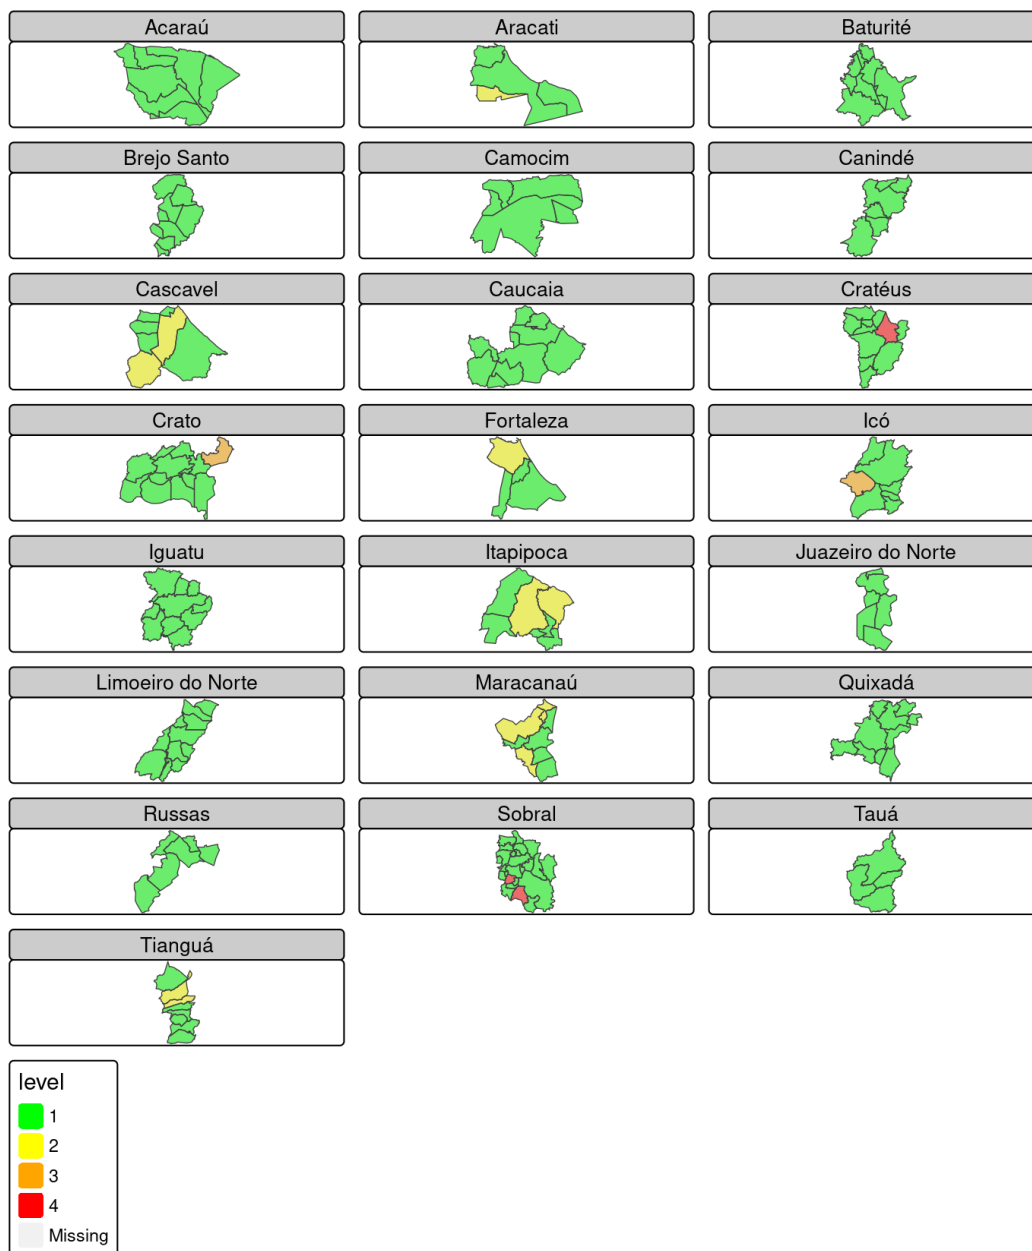 Acaraú
Aracati
Baturité
Brejo Santo
Camocim
Canindé
Cascavel
Caucaia
Cratéus
Crato
Fortaleza
Icó
Iguatu
Itapipoca
Juazeiro do Norte
Limoeiro do Norte
Maracanaú
Quixadá
Russas
Sobral
Tauá
Tianguá
level
1
2
3
4
Missing